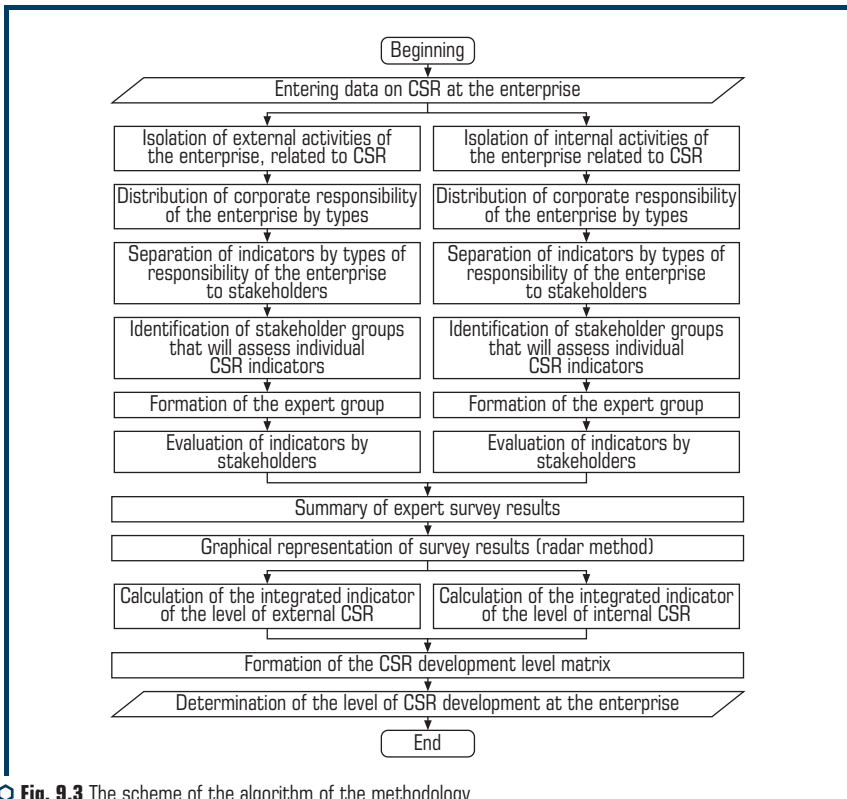 Beginning
Entering data on CSR at the enterprise
Isolation of external activities of
the enterprise, related to CSR
Isolation of internal activities of
the enterprise related to CSR
Distribution of corporate responsibility
of the enterprise by types
Distribution of corporate responsibility
of the enterprise by types
Separation of indicators by types of
responsibility of the enterprise
to stakeholders
Separation of indicators by types of
responsibility of the enterprise
to stakeholders
Identification of stakeholder groups
that will assess individual
CSR indicators
Identification of stakeholder groups
that will assess individual
CSR indicators
Formation of the expert group
Formation of the expert group
Evaluation of indicators by
stakeholders
Evaluation of indicators by
stakeholders
Summary of expert survey results
Graphical representation of survey results (radar method)
Calculation of the integrated indicator
of the level of external CSR
Calculation of the integrated indicator
of the level of internal CSR
Formation of the CSR development level matrix
Determination of the level of CSR development at the enterprise
End
Fig. 9.3 The scheme of the algorithm of the methodology